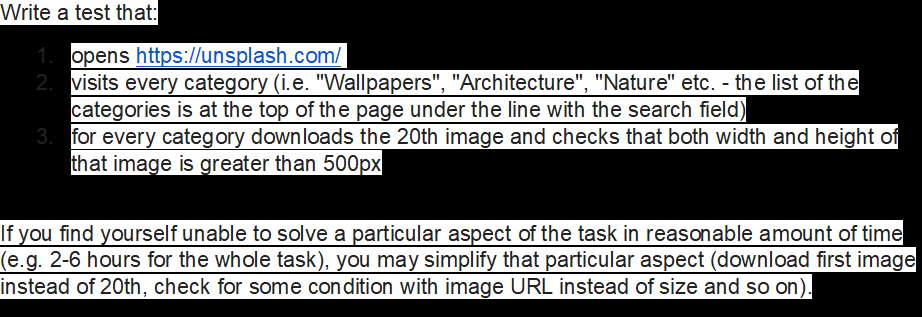 Write a test that:
1. opens https://unsplash.com/
2. visits every category (i.e. "Wallpapers", "Architecture", "Nature" etc. - the list of the
categories is at the top of the page under the line with the search field)
3. for every category downloads the 20th image and checks that both width and height of
that image is greater than 500px
If you find yourself unable to solve a particular aspect of the task in reasonable amount of time
(e.g. 2-6 hours for the whole task), you may simplify that particular aspect (download first image
instead of 20th, check for some condition with image URL instead of size and so on).